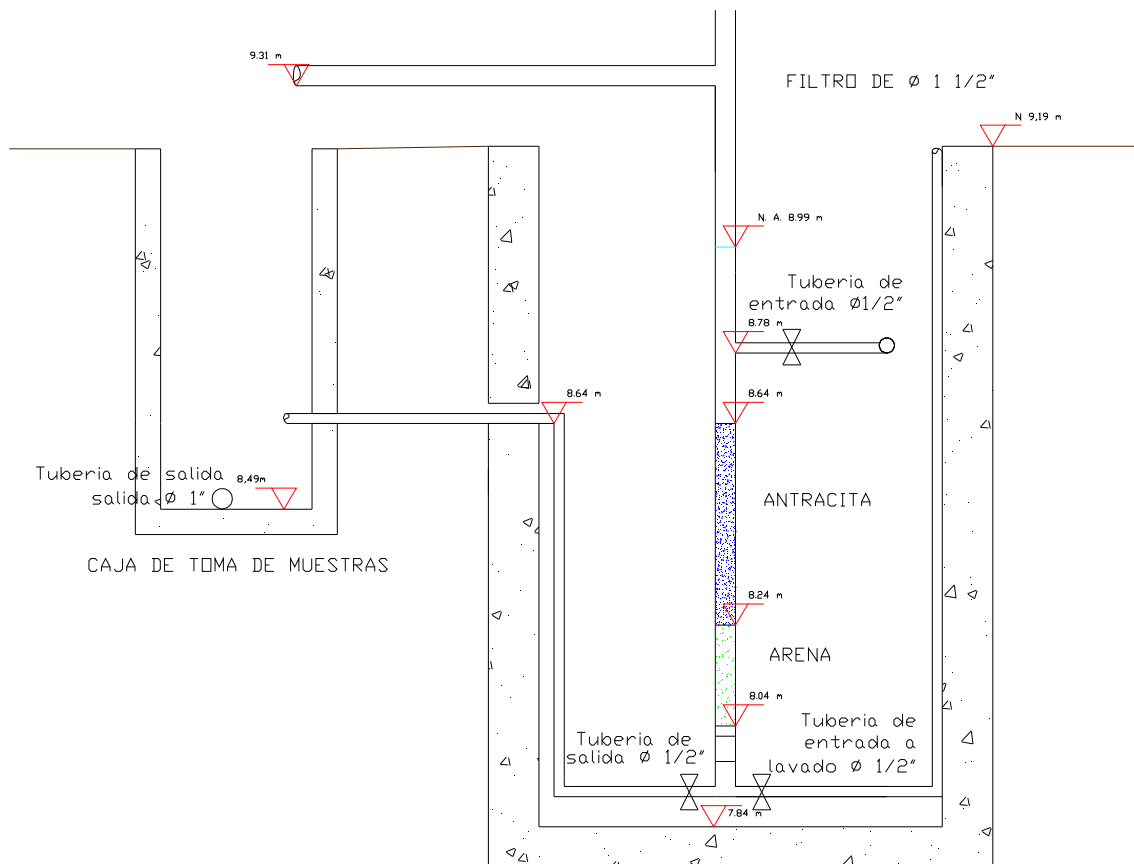 9.31 m
FILTRO DE Ø 1 1/2"
N 9,19 m
N. A. 8.99 m
Tuberia de
entrada Ø1/2"
8.78 m
8.64 m
8.64 m
Tuberia de salida
salida Ø 1"
8,49m
ANTRACITA
CAJA DE TOMA DE MUESTRAS
8.24 m
ARENA
8.04 m
Tuberia de
salida Ø 1/2"
Tuberia de
entrada a
lavado Ø 1/2"
7.84 m